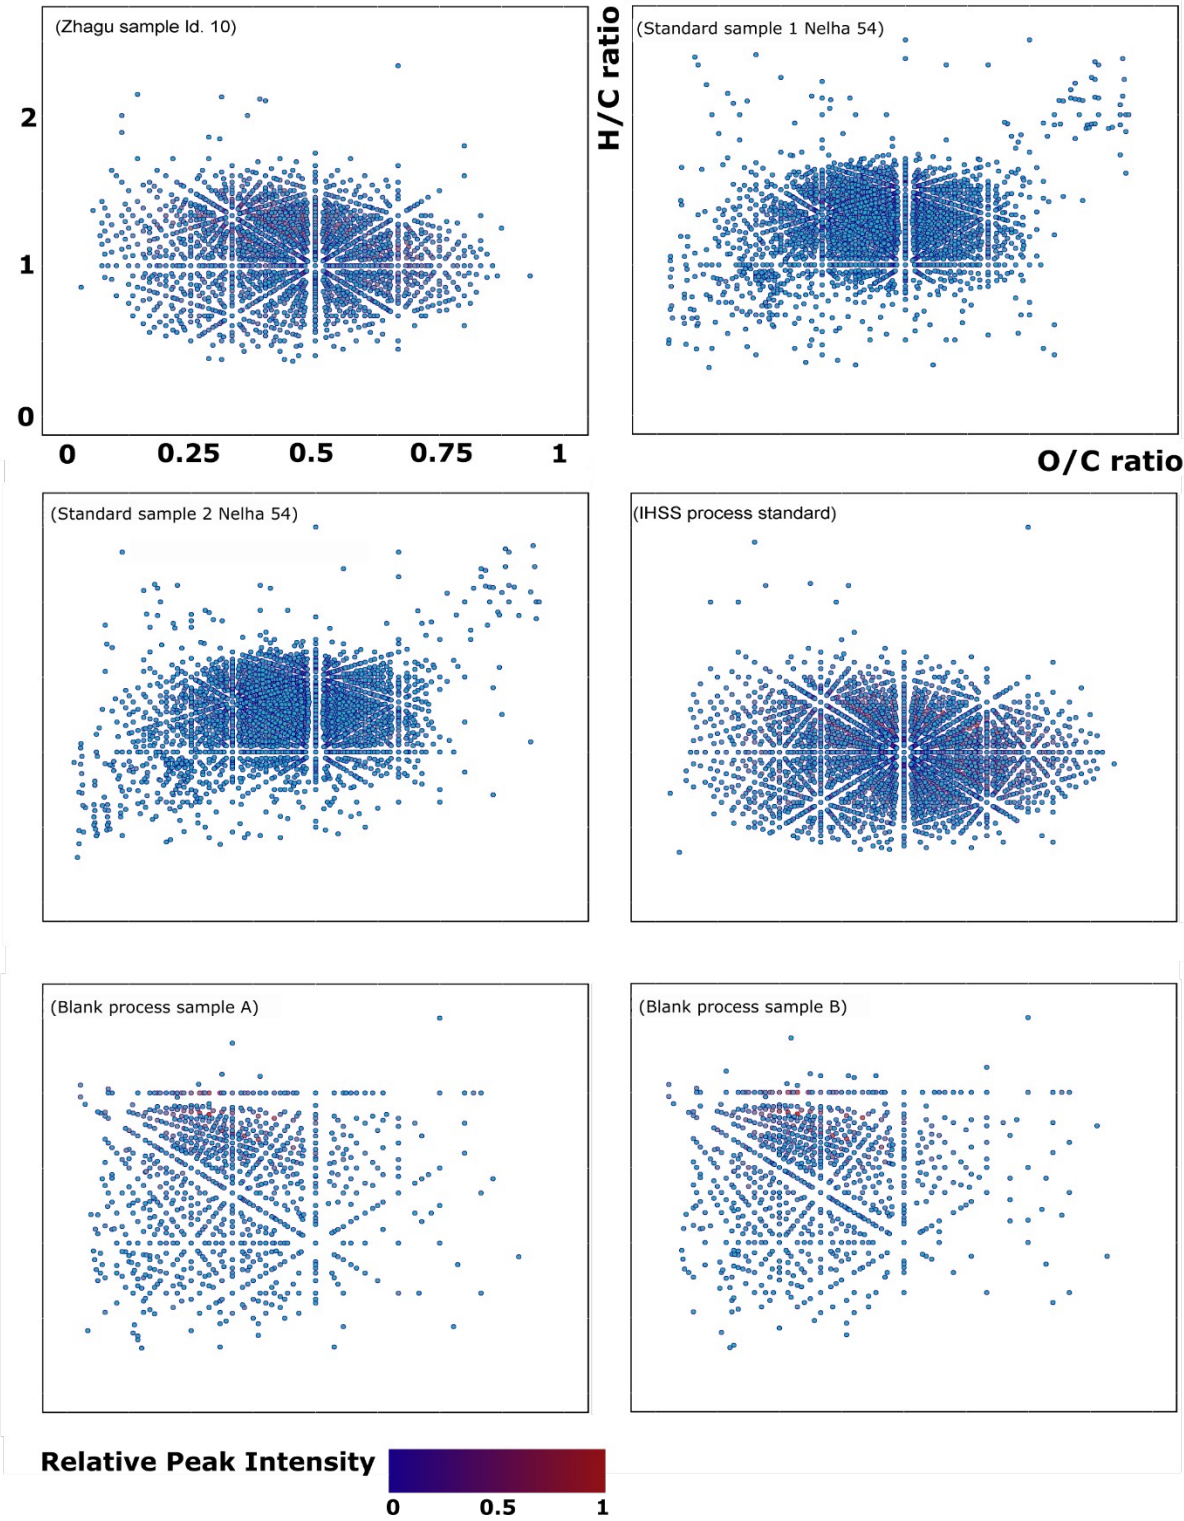 (Zhagu sample Id. 10)
H/C ratio
(Standard sample 1 Nelha 54)
2
1
0
0 0.25 0.5 0.75 1
O/C ratio
(Standard sample 2 Nelha 54)
(IHSS process standard)
(Blank process sample A)
(Blank process sample B)
Relative Peak Intensity
0 0.5 1